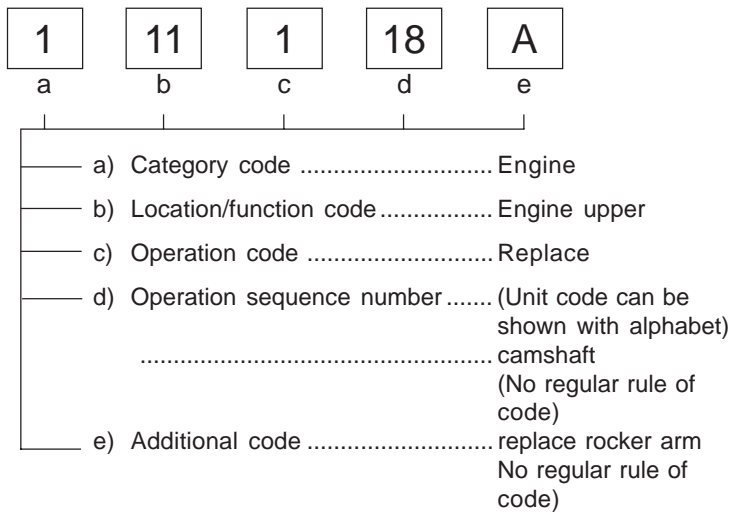 1 11 1 18 A
a b c d e
a) Category code ............................. Engine
b) Location/function code ................. Engine upper
c) Operation code ............................ Replace
d) Operation sequence number ....... (Unit code can be
shown with alphabet)
..................................................... camshaft
(No regular rule of
code)
e) Additional code ............................ replace rocker arm
No regular rule of
code)